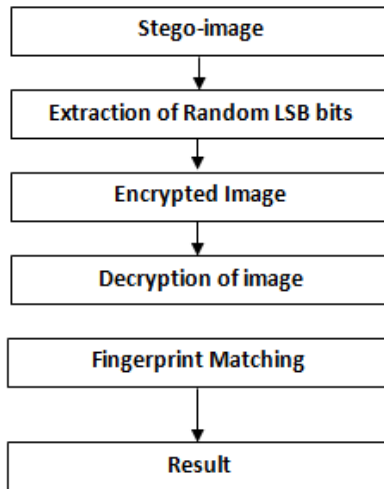 Stego-image
Extraction of Random LSB bits
Encrypted Image
Decryption of image
Fingerprint Matching
Result